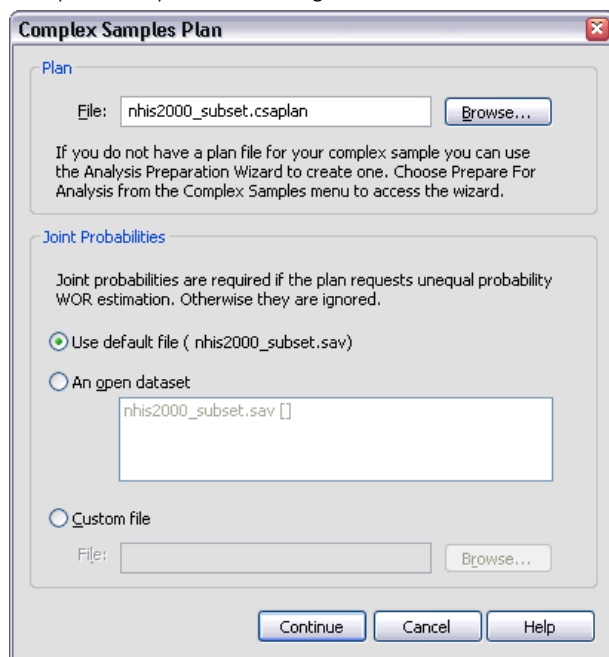 Complex Samples Plan
Plan
File: nhis2000_subset.csaplan Browse...
If you do not have a plan file for your complex sample you can use
the Analysis Preparation Wizard to create one. Choose Prepare For
Analysis from the Complex Samples menu to access the wizard.
Joint Probabilities
Joint probabilities are required if the plan requests unequal probability
WOR estimation. Otherwise they are ignored.
Use default file ( nhis2000_subset.sav)
An open dataset
nhis2000_subset.sav []
Custom file
File: Browse...
Continue Cancel Help